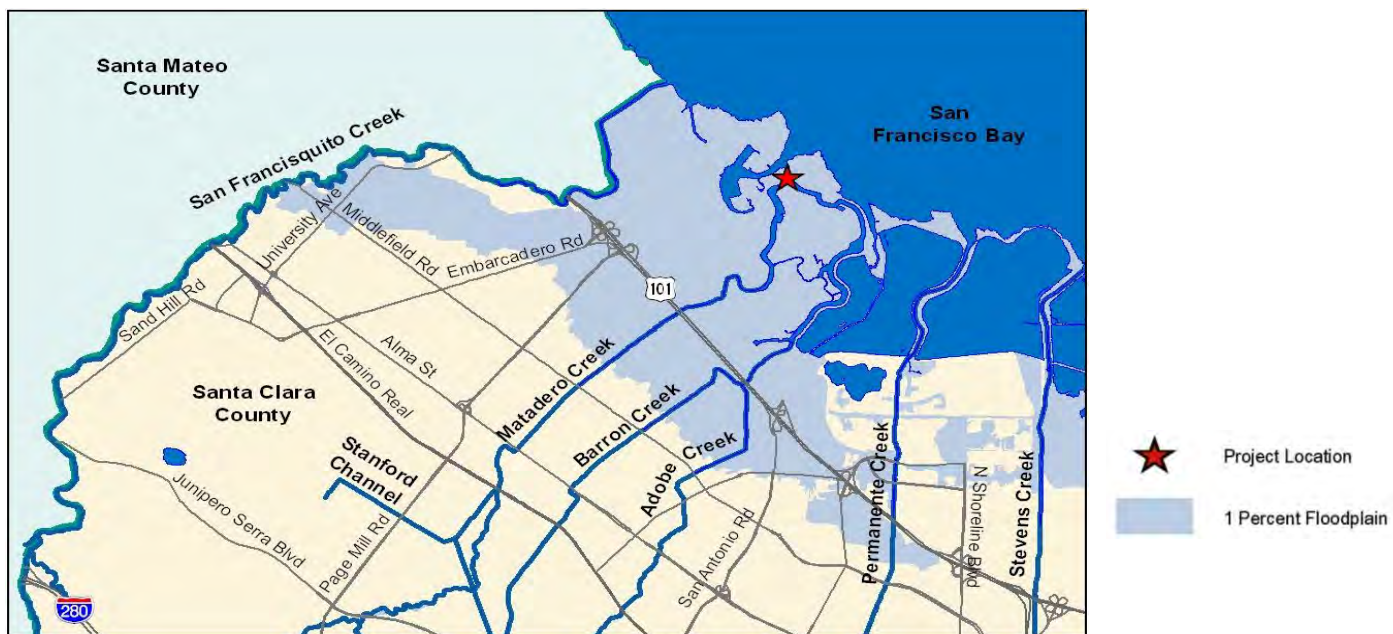 Santa Mateo
County
San
Francisco Bay
San Francisquito Creek
University Ave
Middlefield Rd
Embarcadero Rd
101
Sand Hill Rd
Alma St
El Camino Real
Santa Clara
County
Matadero Creek
Barron Creek
Adobe Creek
Stanford
Channel
Junipero Serra Blvd
Page Mill Rd
San Antonio Rd
Permanente Creek
N Shoreline Blvd
Stevens Creek
280
Project Location
1 Percent Floodplain